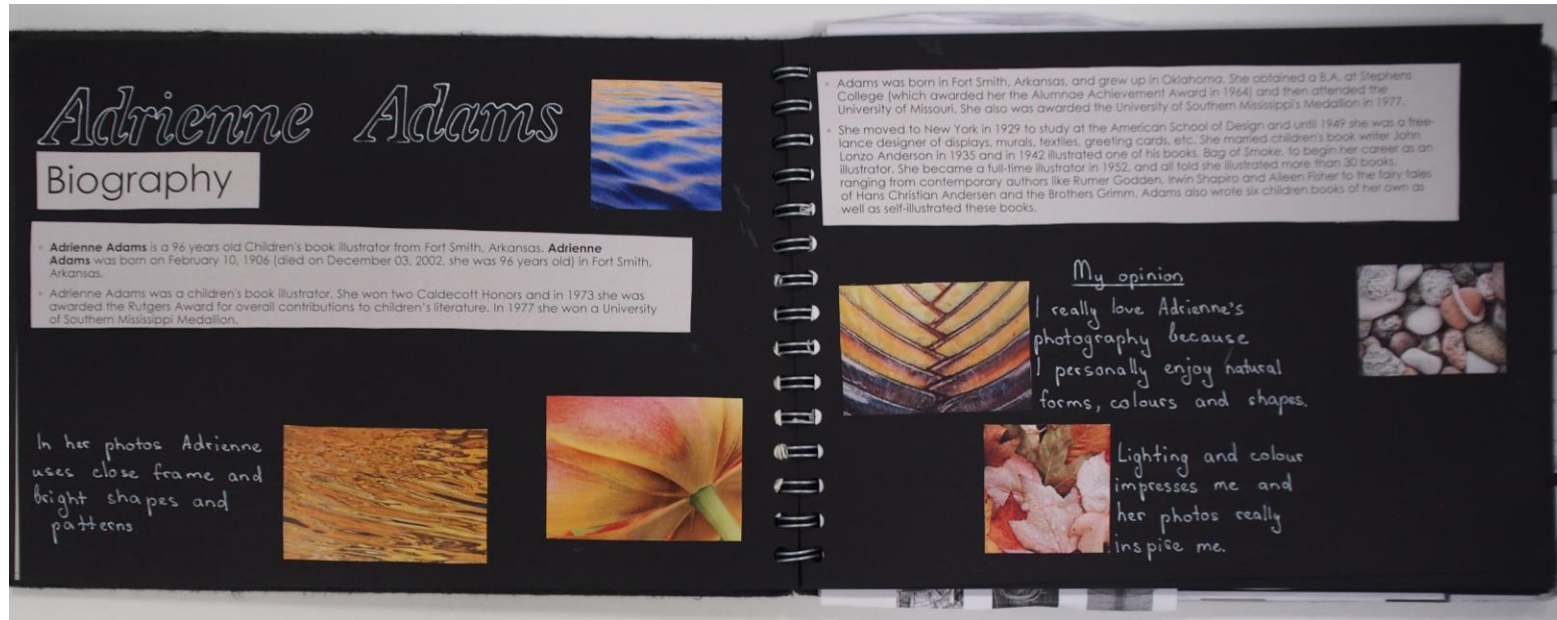 Adrienne Adams
Biography
Adrienne Adams is a 96 years old Children's book illustrator from Fort Smith, Arkansas. Adrienne
Adams was born on February 10, 1906 (died on December 03, 2002, she was 96 years old) in Fort Smith,
Arkansas.
Adrienne Adams was a children's book illustrator. She won two Caldecott Honors and in 1973 she was
awarded the Rutgers Award for overall contributions to children's literature. In 1977 she won a University
of Southern Mississippi Medallion.
In her photos Adrienne
uses close frame and
bright shapes and
patterns
Adams was born in Fort Smith, Arkansas, and grew up in Oklahoma. She obtained a B.A. at Stephens
College (which awarded her the Alumnae Achievement Award in 1964) and then attended the
University of Missouri. She also was awarded the University of Southern Mississippi's Medallion in 1977.
She moved to New York in 1929 to study at the American School of Design and until 1949 she was a free-
lance designer of displays, murals, textiles, greeting cards, etc. She married children's book writer John
Lonzo Anderson in 1935 and in 1942 illustrated one of his books, Bag of Smoke, to begin her career as an
illustrator. She became a full-time illustrator in 1952, and all told she illustrated more than 30 books,
ranging from contemporary authors like Rumer Godden, Irwin Shapiro and Aileen Fisher to the fairy tales
of Hans Christian Andersen and the Brothers Grimm. Adams also wrote six children books of her own as
well as self-illustrated these books.
My opinion
I really love Adrienne's
photography because
I personally enjoy natural
forms, colours and shapes.
Lighting and colour
impresses me and
her photos really
inspire me.